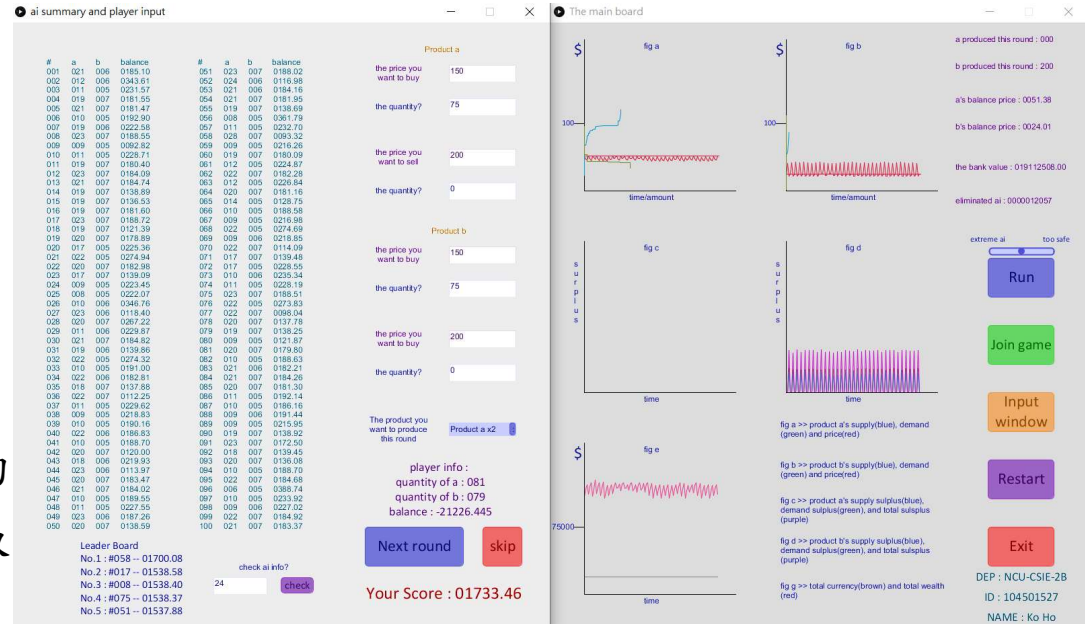 ai summary and player input
# a b balance
001 021 006 0185.10
002 012 006 0343.61
003 011 005 0231.57
004 019 007 0181.55
005 021 007 0181.47
006 010 005 0192.90
007 019 006 0222.58
008 023 007 0188.55
009 009 005 0092.82
010 011 005 0228.71
011 019 007 0180.40
012 023 007 0184.09
013 021 007 0184.74
014 019 007 0138.89
015 019 007 0136.53
016 019 007 0181.60
017 023 007 0188.72
018 019 007 0121.39
019 020 007 0178.89
020 017 005 0225.36
021 022 005 0274.94
022 020 007 0182.98
023 017 007 0139.09
024 009 005 0223.45
025 008 005 0222.07
026 010 006 0346.76
027 023 006 0118.40
028 020 007 0267.22
029 011 006 0229.87
030 021 007 0184.82
031 019 006 0139.86
032 022 005 0274.32
033 010 005 0191.00
034 022 006 0182.81
035 018 007 0137.88
036 022 007 0112.25
037 011 005 0229.62
038 009 005 0218.83
039 010 005 0190.16
040 022 006 0186.83
041 010 005 0188.70
042 020 007 0120.00
043 018 006 0219.93
044 023 006 0113.97
045 020 007 0183.47
046 021 007 0184.02
047 010 005 0189.55
048 011 005 0227.55
049 023 006 0187.26
050 020 007 0138.59
# a b balance
051 023 007 0188.02
052 024 006 0116.98
053 021 006 0184.16
054 021 007 0181.95
055 019 007 0138.69
056 008 005 0361.79
057 011 005 0232.70
058 028 007 0093.32
059 009 005 0216.26
060 019 007 0180.09
061 012 005 0224.87
062 022 007 0182.28
063 012 005 0226.84
064 020 007 0181.16
065 014 005 0128.75
066 010 005 0188.58
067 009 005 0216.98
068 022 005 0274.69
069 009 006 0218.85
070 022 007 0114.09
071 017 007 0139.48
072 017 005 0228.55
073 010 006 0235.34
074 011 005 0228.19
075 023 007 0188.51
076 022 005 0273.83
077 022 007 0098.04
078 020 007 0137.78
079 019 007 0138.25
080 009 005 0121.87
081 020 007 0179.80
082 010 005 0188.63
083 021 006 0182.21
084 021 007 0184.26
085 020 007 0181.30
086 011 005 0192.14
087 010 005 0186.16
088 009 006 0191.44
089 009 005 0215.95
090 019 007 0138.92
091 023 007 0172.50
092 018 007 0139.45
093 020 007 0136.08
094 010 005 0188.70
095 022 007 0184.68
096 006 005 0388.74
097 010 005 0233.92
098 009 006 0227.02
099 022 007 0184.92
100 021 007 0183.37
Leader Board
No.1 : #058 -- 01700.08
No.2 : #017 -- 01538.58
No.3 : #008 -- 01538.40
No.4 : #075 -- 01538.37
No.5 : #051 -- 01537.88
check ai info?
24
check
Product a
the price you
want to buy
150
the quantity?
75
the price you
want to sell
200
the quantity?
0
Product b
the price you
want to buy
150
the quantity?
75
the price you
want to buy
200
the quantity?
0
The product you
want to produce
this round
Product a x2
player info :
quantity of a : 081
quantity of b : 079
balance : -21226.445
Next round
skip
Your Score : 01733.46
The main board
$
fig a
100
time/amount
$
fig b
100
time/amount
fig c
surplus
time
fig d
surplus
time
$
fig e
75000
time
fig a >> product a's supply(blue), demand
(green) and price(red)
fig b >> product b's supply(blue), demand
(green) and price(red)
fig c >> product a's supply sulplus(blue),
demand sulplus(green), and total sulsplus
(purple)
fig d >> product b's supply sulplus(blue),
demand sulplus(green), and total sulsplus
(purple)
fig g >> total currency(brown) and total wealth
(red)
a produced this round : 000
b produced this round : 200
a's balance price : 0051.38
b's balance price : 0024.01
the bank value : 019112508.00
eliminated ai : 0000012057
extreme ai too safe
Run
Join game
Input
window
Restart
Exit
DEP : NCU-CSIE-2B
ID : 104501527
NAME : Ko Ho